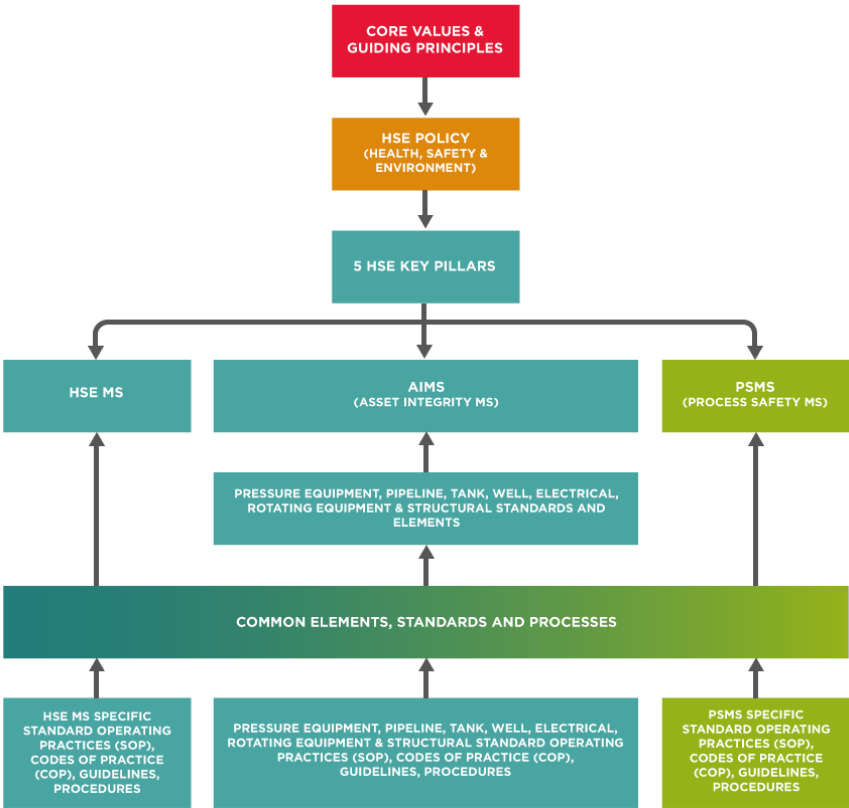 CORE VALUES &
GUIDING PRINCIPLES
HSE POLICY
(HEALTH, SAFETY &
ENVIRONMENT)
5 HSE KEY PILLARS
HSE MS
AIMS
(ASSET INTEGRITY MS)
PSMS
(PROCESS SAFETY MS)
PRESSURE EQUIPMENT, PIPELINE, TANK, WELL, ELECTRICAL,
ROTATING EQUIPMENT & STRUCTURAL STANDARDS AND
ELEMENTS
COMMON ELEMENTS, STANDARDS AND PROCESSES
HSE MS SPECIFIC
STANDARD OPERATING
PRACTICES (SOP),
CODES OF PRACTICE
(COP), GUIDELINES,
PROCEDURES
PRESSURE EQUIPMENT, PIPELINE, TANK, WELL, ELECTRICAL,
ROTATING EQUIPMENT & STRUCTURAL STANDARD OPERATING
PRACTICES (SOP), CODES OF PRACTICE (COP),
GUIDELINES, PROCEDURES
PSMS SPECIFIC
STANDARD OPERATING
PRACTICES (SOP),
CODES OF PRACTICE
(COP), GUIDELINES,
PROCEDURES